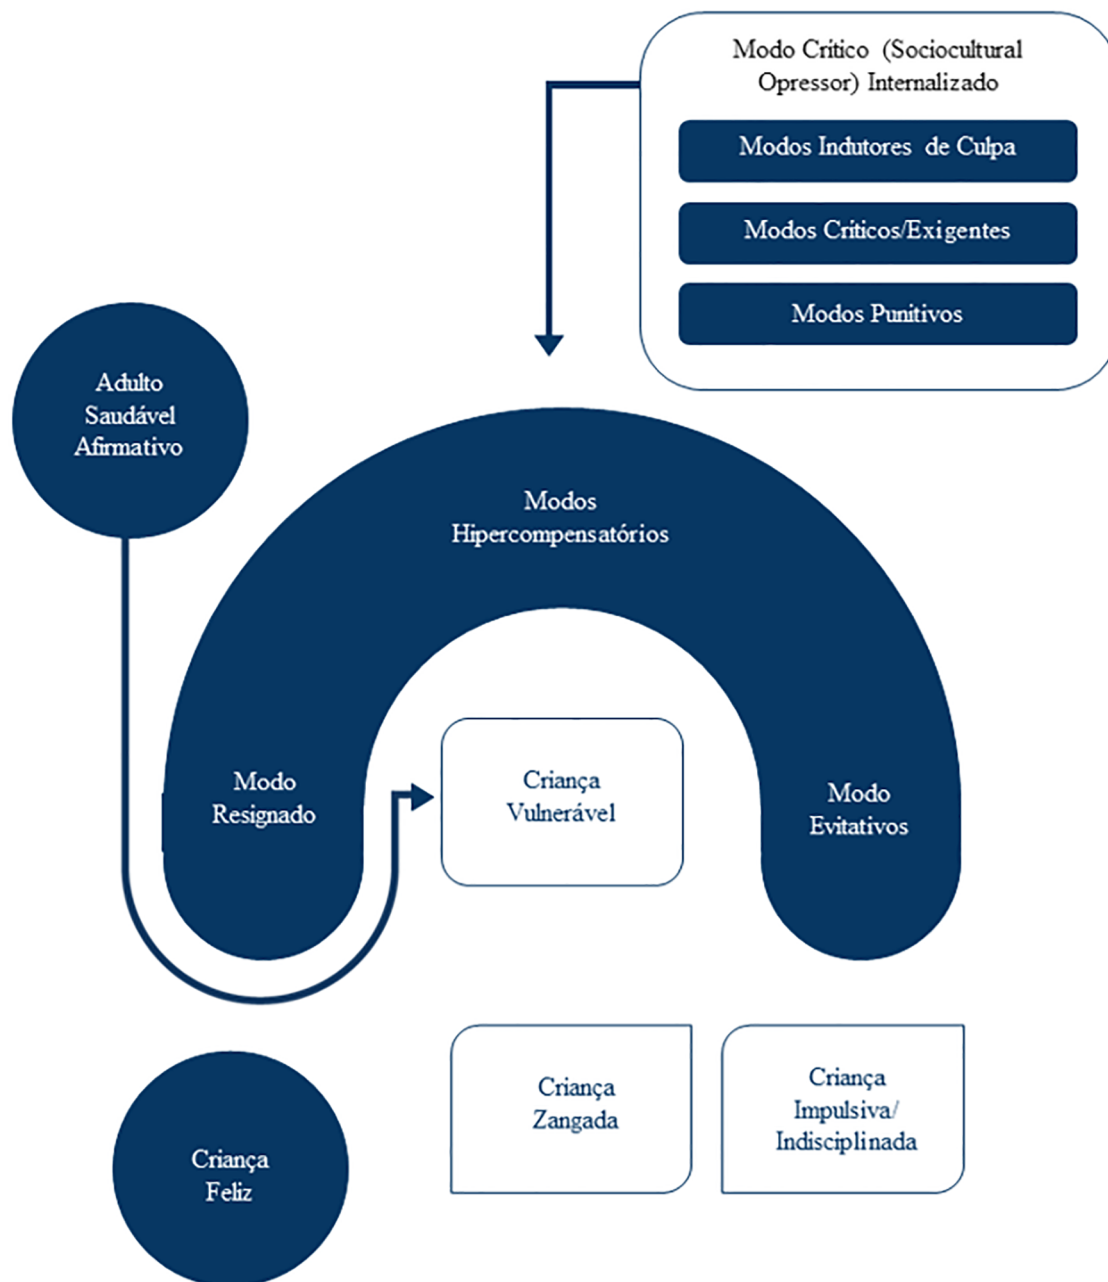 Modo Crítico (Sociocultural
Opressor) Internalizado
Modos Indutores de Culpa
Modos Críticos/Exigentes
Modos Punitivos
Adulto
Saudável
Afirmativo
Modos
Hipercompensatórios
Modo
Resignado
Criança
Vulnerável
Modo
Evitativos
Criança
Zangada
Criança
Impulsiva/
Indisciplinada
Criança
Feliz